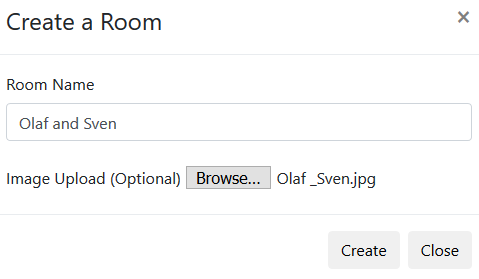 Create a Room ×
Room Name
Olaf and Sven
Image Upload (Optional) Browse... Olaf _Sven.jpg
Create Close